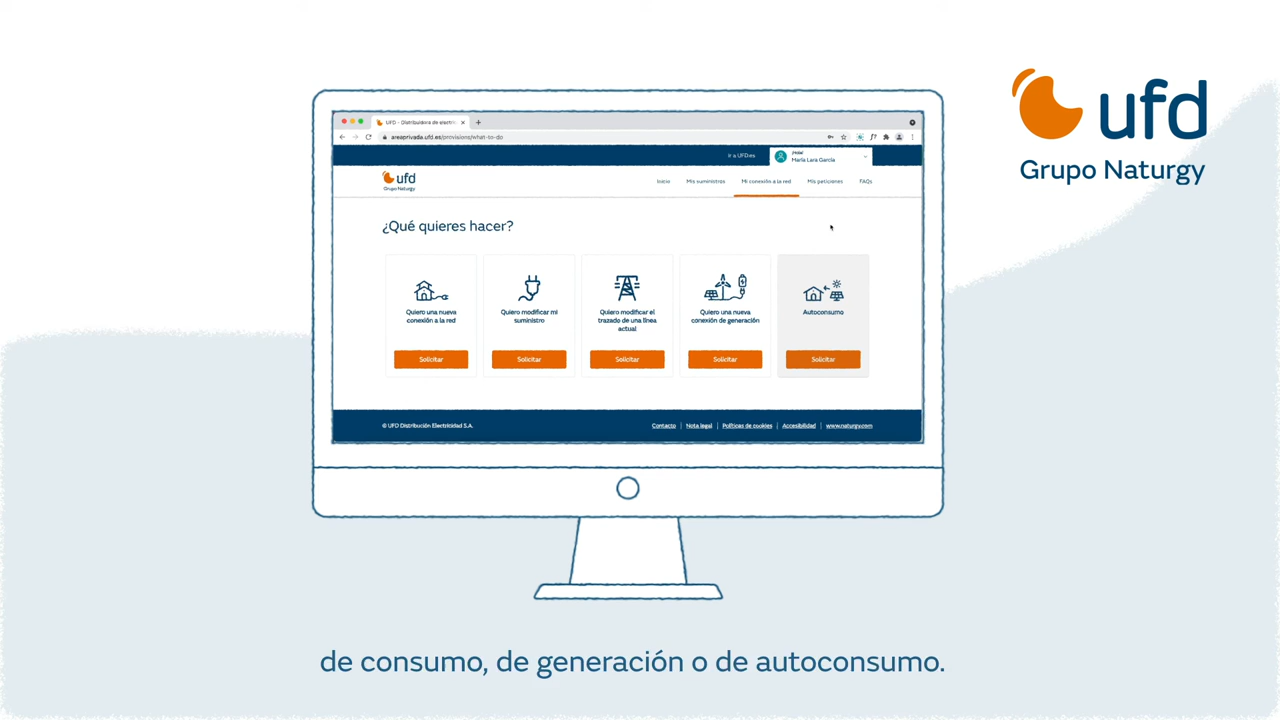 ufd
Grupo Naturgy
UFD - Distribuidora de electri
areaprivada.ufd.es/provisions/what-to-do
Ir a UFD.es
¡Hola!
María Lara García
ufd
Grupo Naturgy
Inicio
Mis suministros
Mi conexión a la red
Mis peticiones
FAQs
¿Qué quieres hacer?
Quiero una nueva
conexión a la red
Solicitar
Quiero modificar mi
suministro
Solicitar
Quiero modificar el
trazado de una línea
actual
Solicitar
Quiero una nueva
conexión de generación
Solicitar
Autoconsumo
Solicitar
© UFD Distribución Electricidad S.A.
Contacto | Nota legal | Políticas de cookies | Accesibilidad | www.naturgy.com
de consumo, de generación o de autoconsumo.